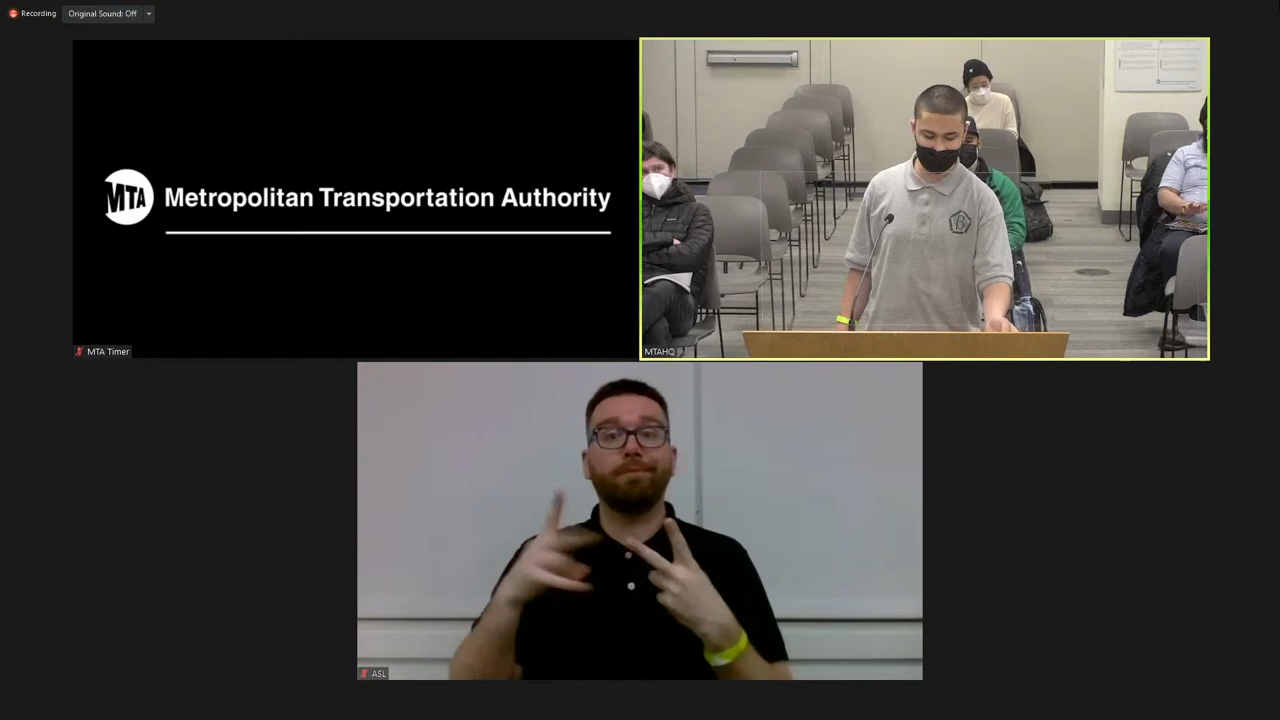 Recording
Original Sound: Off
MTA Metropolitan Transportation Authority
MTA Timer
B
MTAHQ
ASL